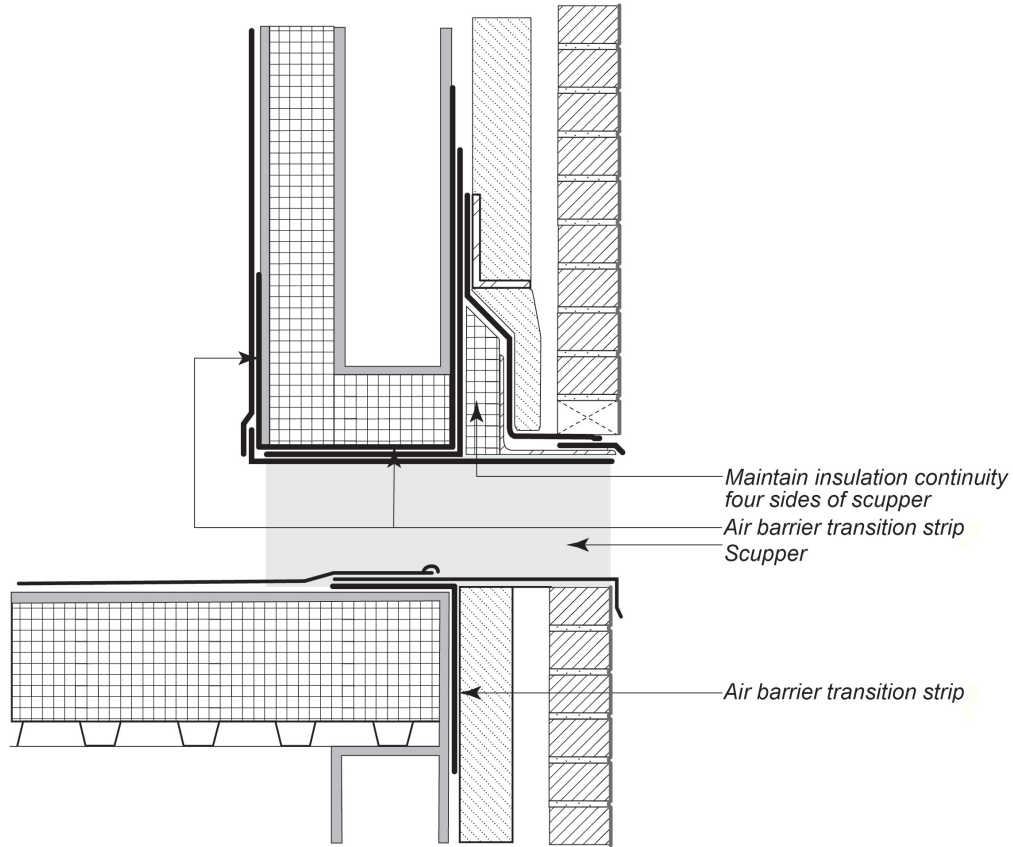 Maintain insulation continuity
four sides of scupper
Air barrier transition strip
Scupper
Air barrier transition strip